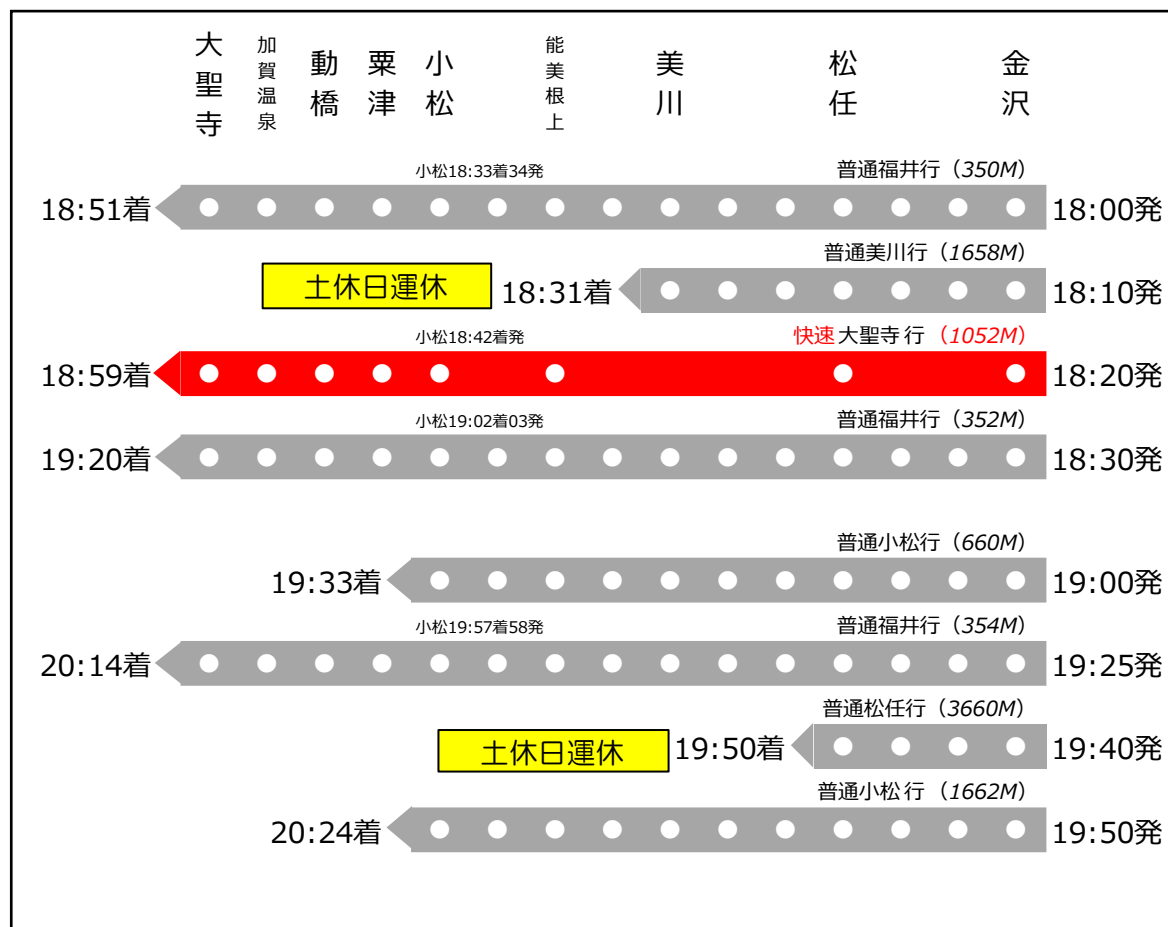 大聖寺
加賀温泉
動橋
粟津
小松
能美根上
美川
松任
金沢
小松18:33着34発
普通福井行（350M）
18:51着
18:00発
普通美川行（1658M）
土休日運休
18:31着
18:10発
小松18:42着発
快速大聖寺行（1052M）
18:59着
18:20発
小松19:02着03発
普通福井行（352M）
19:20着
18:30発
普通小松行（660M）
19:33着
19:00発
小松19:57着58発
普通福井行（354M）
20:14着
19:25発
普通松任行（3660M）
土休日運休
19:50着
19:40発
普通小松行（1662M）
20:24着
19:50発